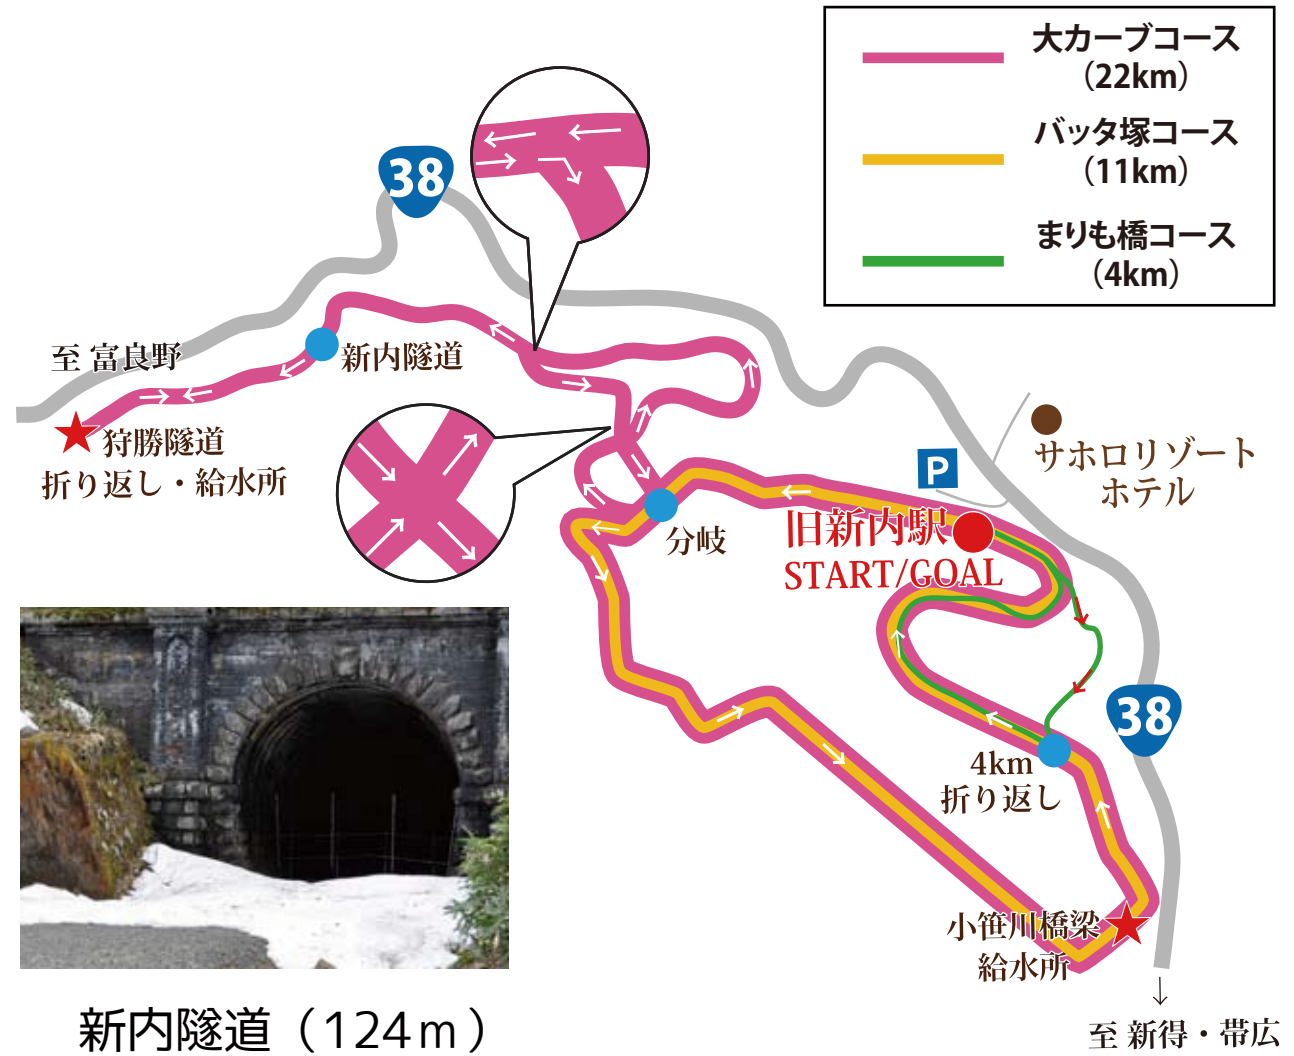 大カーブコース
(22km)
バッタ塚コース
(11km)
まりも橋コース
(4km)
38
至 富良野
新内隧道
狩勝隧道
折り返し・給水所
サホロリゾート
ホテル
P
旧新内駅
START/GOAL
分岐
38
4km
折り返し
小笹川橋梁
給水所
至 新得・帯広
新内隧道（124m）